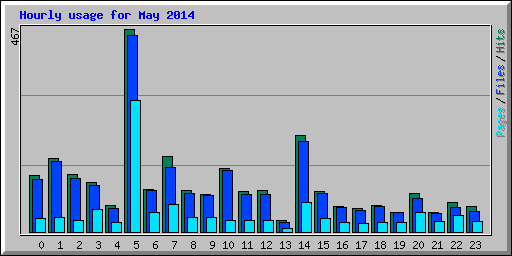 Hourly usage for May 2014
467
Pages / Files / Hits
0 1 2 3 4 5 6 7 8 9 10 11 12 13 14 15 16 17 18 19 20 21 22 23